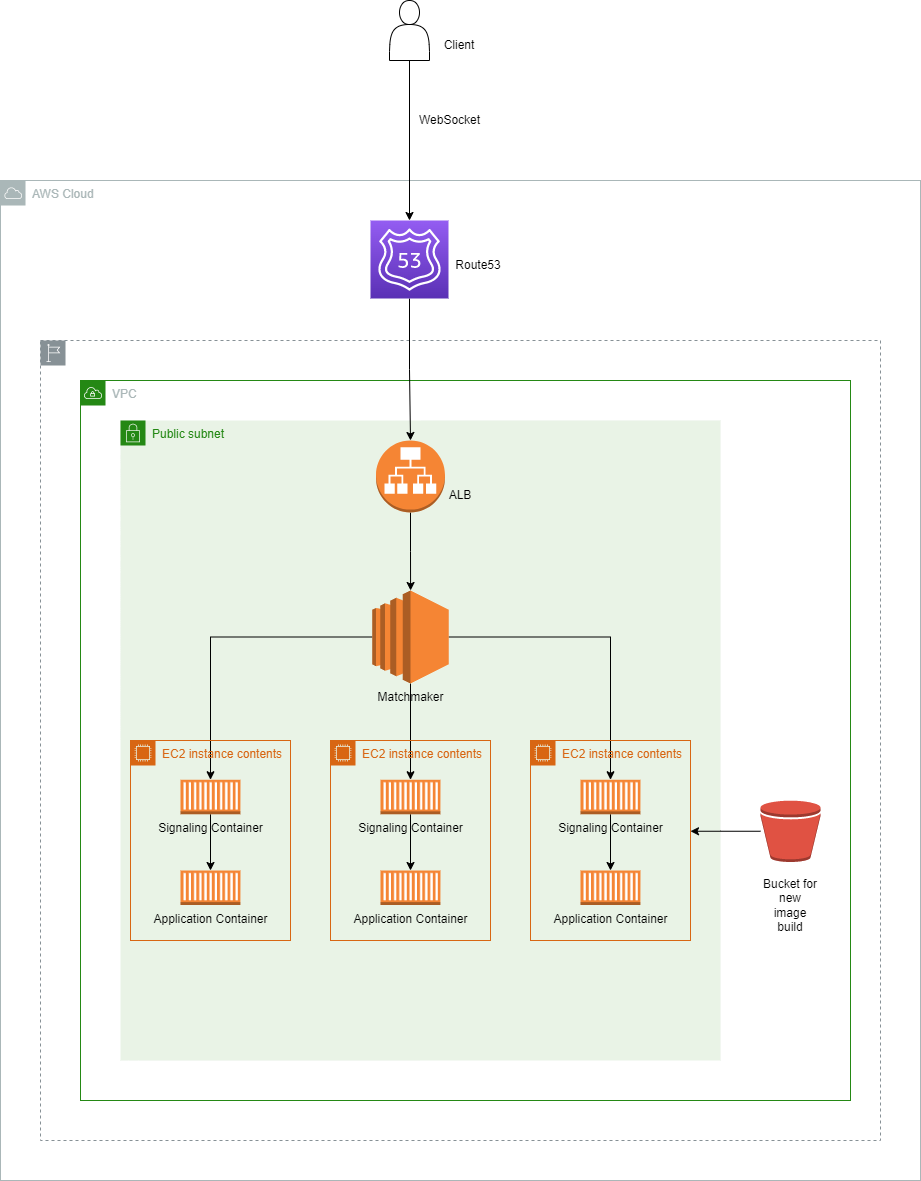 Client
WebSocket
AWS Cloud
53
Route53
VPC
Public subnet
ALB
Matchmaker
EC2 instance contents
EC2 instance contents
EC2 instance contents
Signaling Container
Signaling Container
Signaling Container
Application Container
Application Container
Application Container
Bucket for
new
image
build